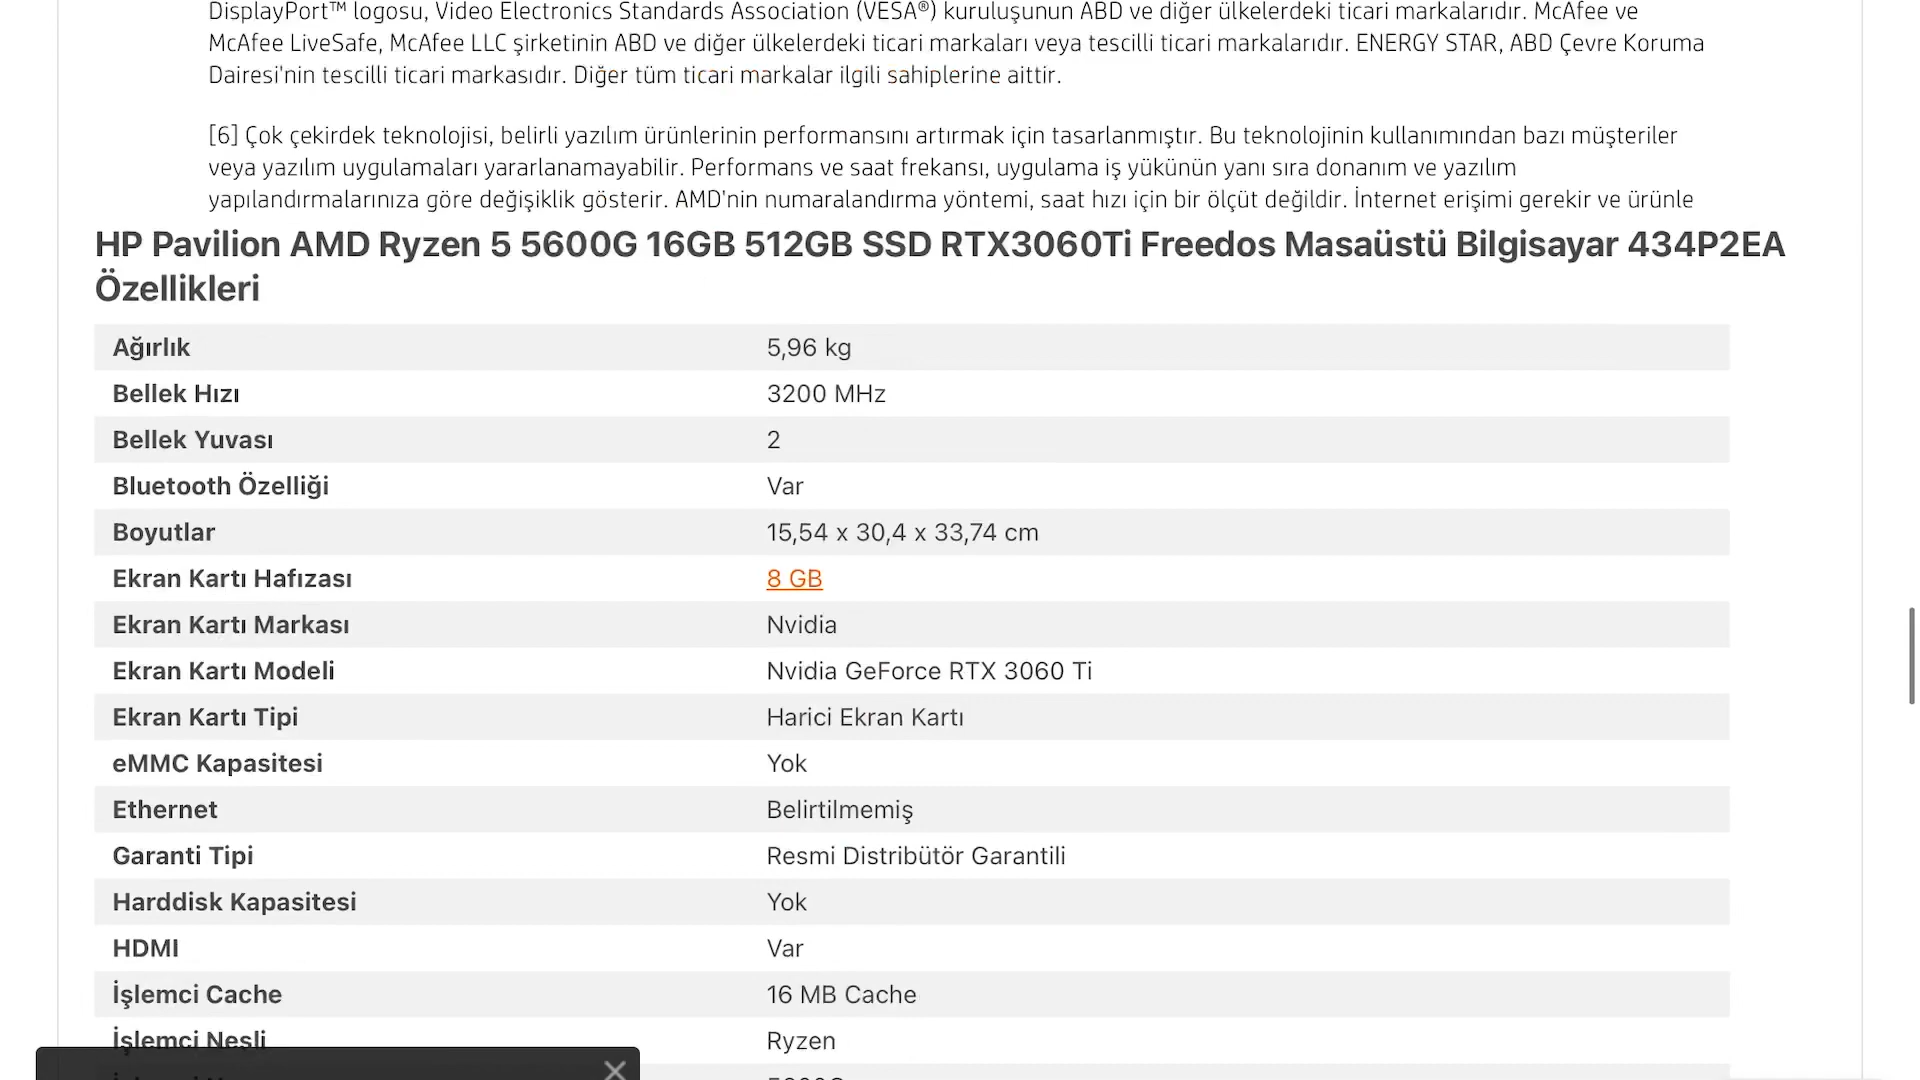 DisplayPort™ logosu, Video Electronics Standards Association (VESA®) kuruluşunun ABD ve diğer ülkelerdeki ticari markalarıdır. McAfee ve
McAfee LiveSafe, McAfee LLC şirketinin ABD ve diğer ülkelerdeki ticari markaları veya tescilli ticari markalarıdır. ENERGY STAR, ABD Çevre Koruma
Dairesi'nin tescilli ticari markasıdır. Diğer tüm ticari markalar ilgili sahiplerine aittir.
[6] Çok çekirdek teknolojisi, belirli yazılım ürünlerinin performansını artırmak için tasarlanmıştır. Bu teknolojinin kullanımından bazı müşteriler
veya yazılım uygulamaları yararlanamayabilir. Performans ve saat frekansı, uygulama iş yükünün yanı sıra donanım ve yazılım
yapılandırmalarınıza göre değişiklik gösterir. AMD'nin numaralandırma yöntemi, saat hızı için bir ölçüt değildir. İnternet erişimi gerekir ve ürünle
HP Pavilion AMD Ryzen 5 5600G 16GB 512GB SSD RTX3060Ti Freedos Masaüstü Bilgisayar 434P2EA
Özellikleri
Ağırlık 5,96 kg
Bellek Hızı 3200 MHz
Bellek Yuvası 2
Bluetooth Özelliği Var
Boyutlar 15,54 x 30,4 x 33,74 cm
Ekran Kartı Hafızası 8 GB
Ekran Kartı Markası Nvidia
Ekran Kartı Modeli Nvidia GeForce RTX 3060 Ti
Ekran Kartı Tipi Harici Ekran Kartı
eMMC Kapasitesi Yok
Ethernet Belirtilmemiş
Garanti Tipi Resmi Distribütör Garantili
Harddisk Kapasitesi Yok
HDMI Var
İşlemci Cache 16 MB Cache
İşlemci Nesli Ryzen